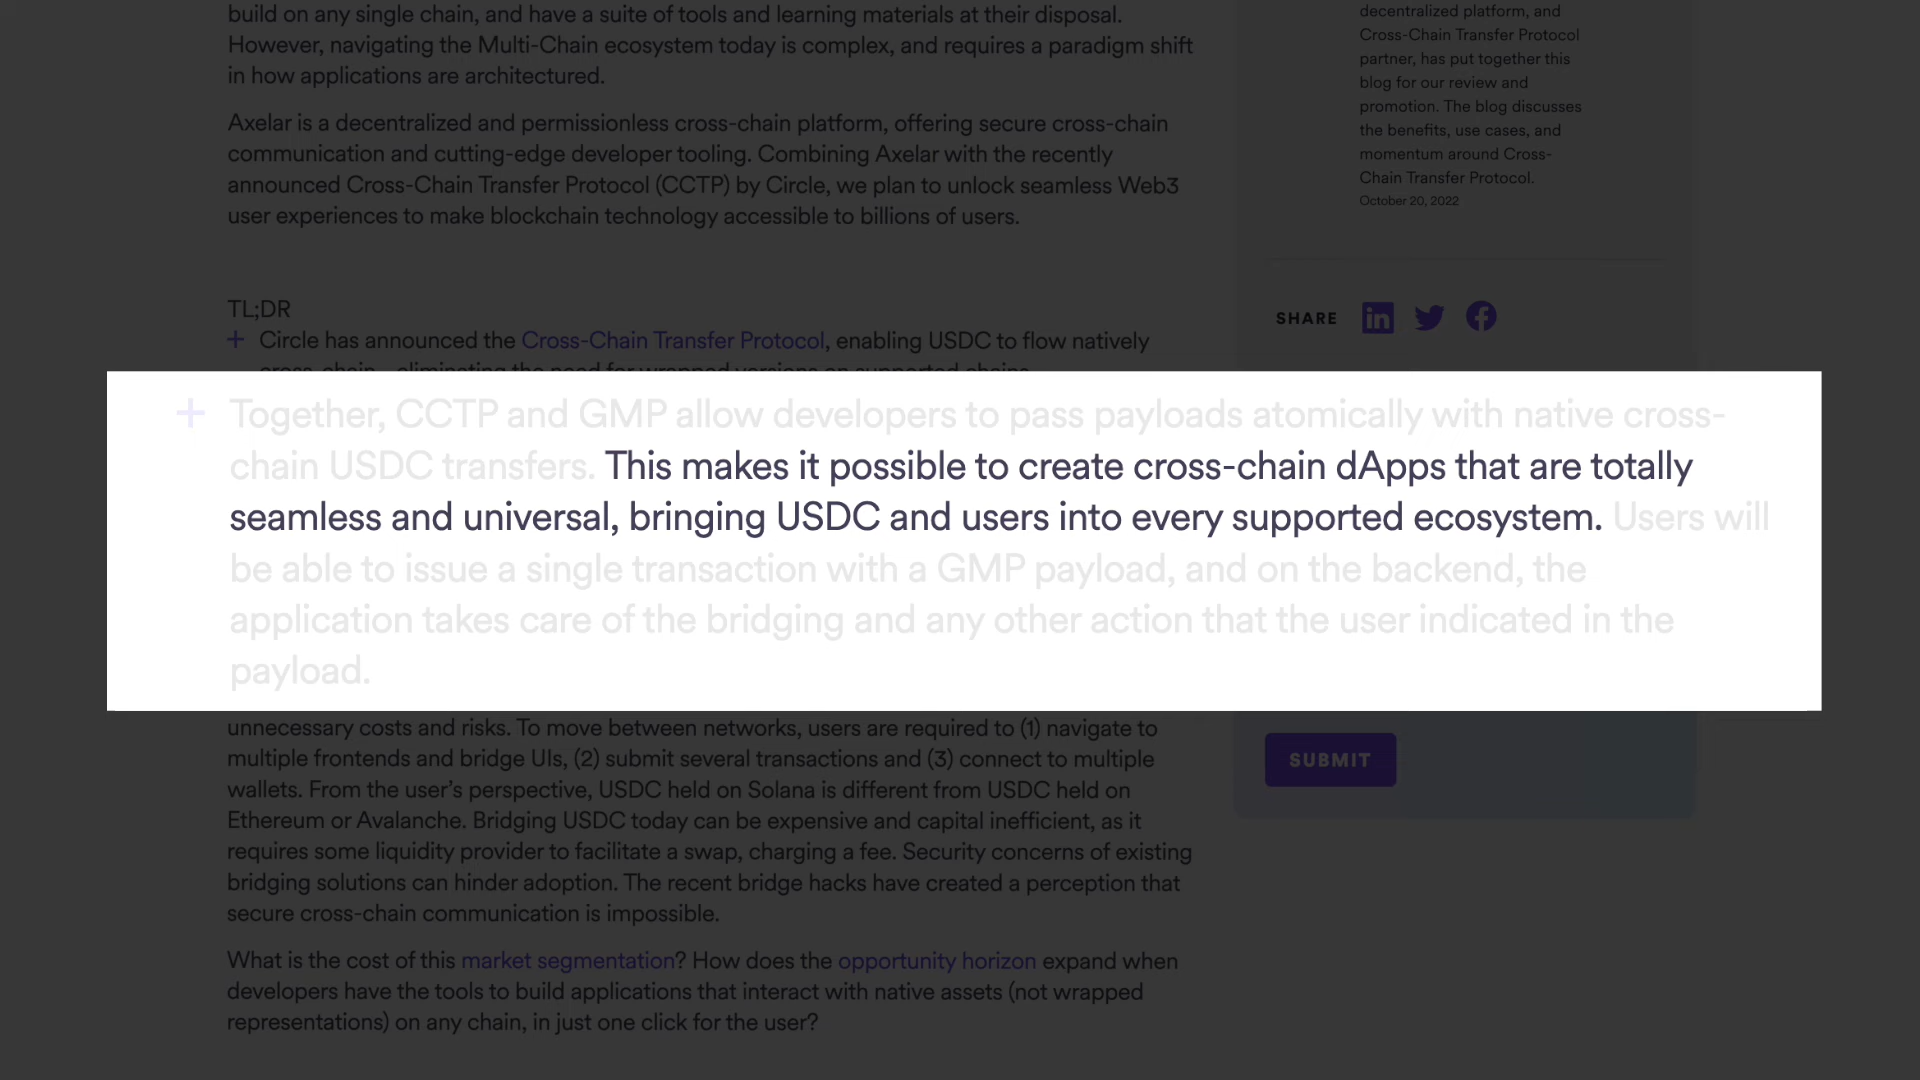 build on any single chain, and have a suite of tools and learning materials at their disposal.
However, navigating the Multi-Chain ecosystem today is complex, and requires a paradigm shift
in how applications are architectured.
Axelar is a decentralized and permissionless cross-chain platform, offering secure cross-chain
communication and cutting-edge developer tooling. Combining Axelar with the recently
announced Cross-Chain Transfer Protocol (CCTP) by Circle, we plan to unlock seamless Web3
user experiences to make blockchain technology accessible to billions of users.
TL;DR
+ Circle has announced the Cross-Chain Transfer Protocol, enabling USDC to flow natively
cross-chain - eliminating the need for wrapped versions on supported chains.
+ Together, CCTP and GMP allow developers to pass payloads atomically with native cross-
chain USDC transfers. This makes it possible to create cross-chain dApps that are totally
seamless and universal, bringing USDC and users into every supported ecosystem. Users will
be able to issue a single transaction with a GMP payload, and on the backend, the
application takes care of the bridging and any other action that the user indicated in the
payload.
unnecessary costs and risks. To move between networks, users are required to (1) navigate to
multiple frontends and bridge UIs, (2) submit several transactions and (3) connect to multiple
wallets. From the user's perspective, USDC held on Solana is different from USDC held on
Ethereum or Avalanche. Bridging USDC today can be expensive and capital inefficient, as it
requires some liquidity provider to facilitate a swap, charging a fee. Security concerns of existing
bridging solutions can hinder adoption. The recent bridge hacks have created a perception that
secure cross-chain communication is impossible.
What is the cost of this market segmentation? How does the opportunity horizon expand when
developers have the tools to build applications that interact with native assets (not wrapped
representations) on any chain, in just one click for the user?
decentralized platform, and
Cross-Chain Transfer Protocol
partner, has put together this
blog for our review and
promotion. The blog discusses
the benefits, use cases, and
momentum around Cross-
Chain Transfer Protocol.
October 20, 2022
SHARE
SUBMIT